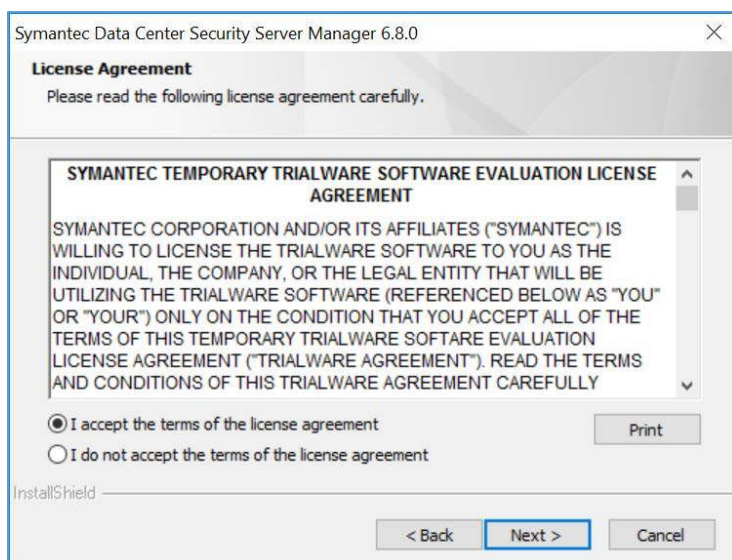 Symantec Data Center Security Server Manager 6.8.0
License Agreement
Please read the following license agreement carefully.
SYMANTEC TEMPORARY TRIALWARE SOFTWARE EVALUATION LICENSE
AGREEMENT
SYMANTEC CORPORATION AND/OR ITS AFFILIATES ("SYMANTEC") IS
WILLING TO LICENSE THE TRIALWARE SOFTWARE TO YOU AS THE
INDIVIDUAL, THE COMPANY, OR THE LEGAL ENTITY THAT WILL BE
UTILIZING THE TRIALWARE SOFTWARE (REFERENCED BELOW AS "YOU"
OR "YOUR") ONLY ON THE CONDITION THAT YOU ACCEPT ALL OF THE
TERMS OF THIS TEMPORARY TRIALWARE SOFTARE EVALUATION
LICENSE AGREEMENT ("TRIALWARE AGREEMENT"). READ THE TERMS
AND CONDITIONS OF THIS TRIALWARE AGREEMENT CAREFULLY
I accept the terms of the license agreement
Print
I do not accept the terms of the license agreement
InstallShield
< Back
Next >
Cancel